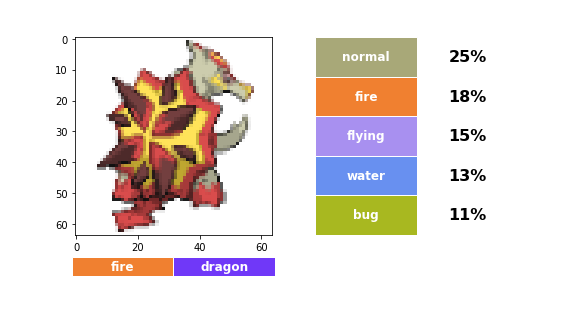 0
10
20
30
40
50
60
0 20 40 60
fire dragon
normal 25%
fire 18%
flying 15%
water 13%
bug 11%